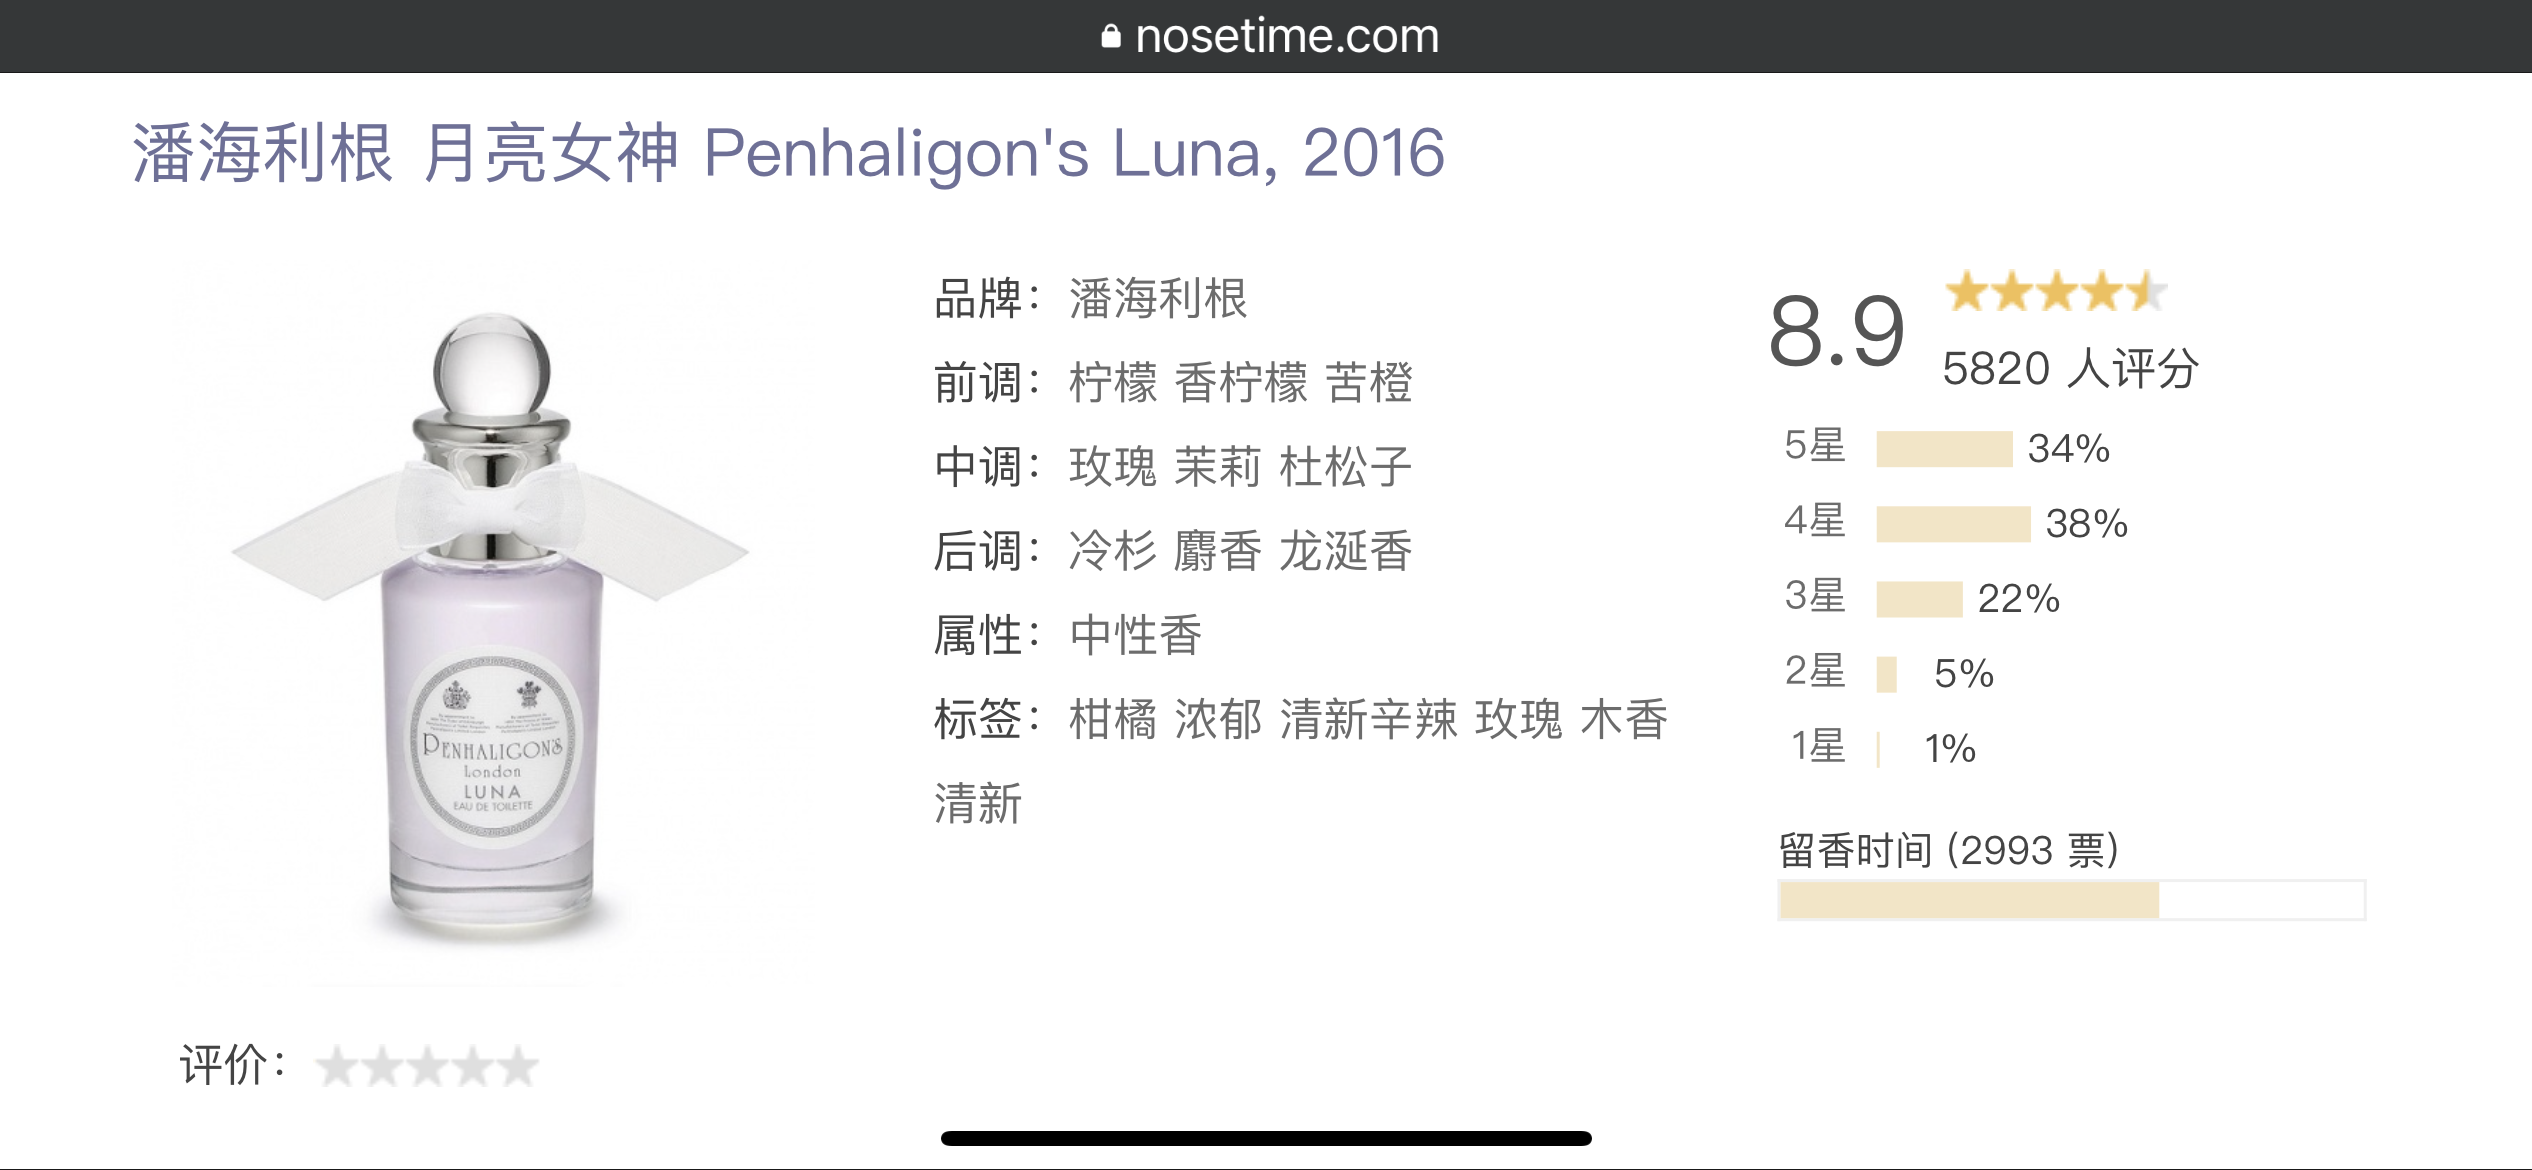 nosetime.com
潘海利根 月亮女神 Penhaligon's Luna, 2016
品牌：潘海利根
前调：柠檬 香柠檬 苦橙
中调：玫瑰 茉莉 杜松子
后调：冷杉 麝香 龙涎香
属性：中性香
标签：柑橘 浓郁 清新辛辣 玫瑰 木香
清新
8.9
5820 人评分
5星 34%
4星 38%
3星 22%
2星 5%
1星 1%
留香时间 (2993 票)
PENHALIGON'S
London
LUNA
EAU DE TOILETTE
评价：